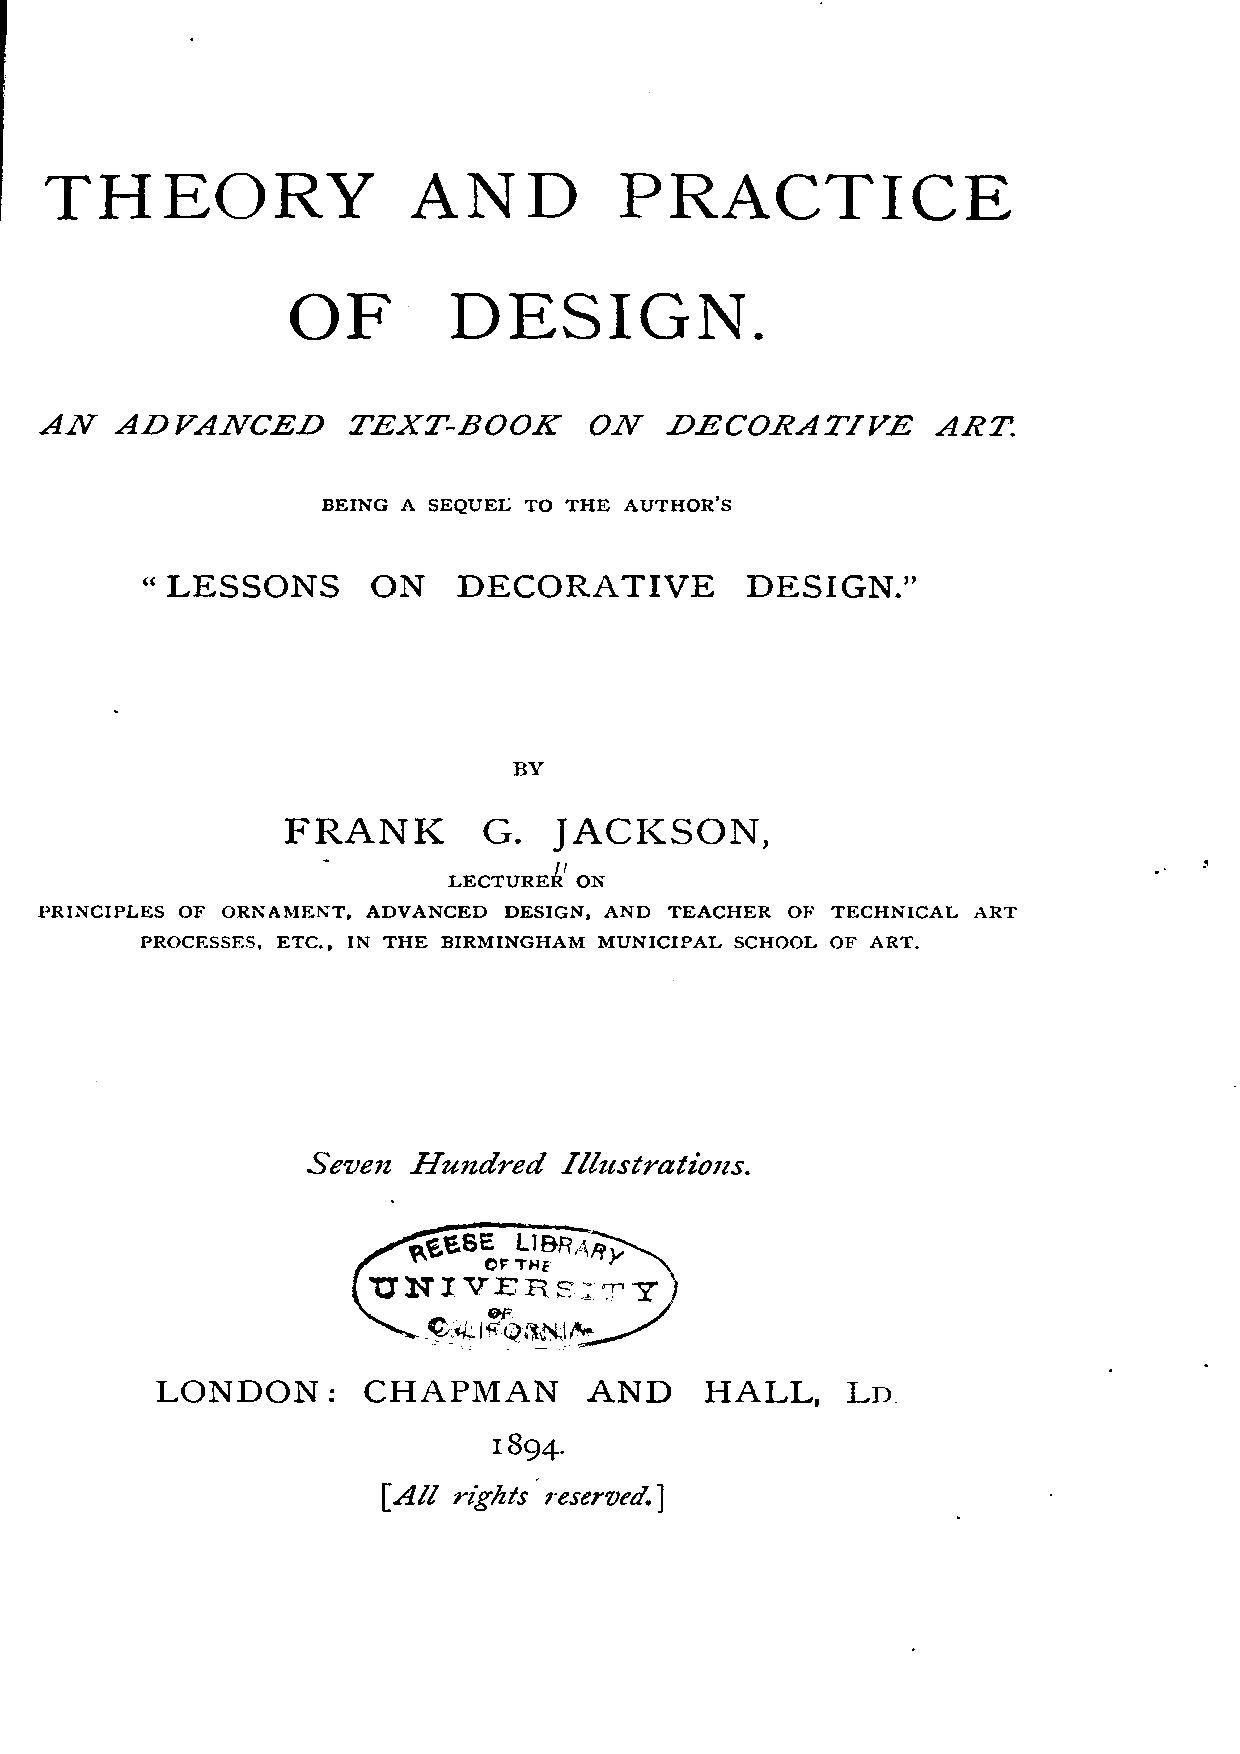 THEORY AND PRACTICE
OF DESIGN.
AN ADVANCED TEXT-BOOK ON DECORATIVE ART.
BEING A SEQUEL TO THE AUTHOR'S
“LESSONS ON DECORATIVE DESIGN.”
BY
FRANK G. JACKSON,
LECTURER ON
PRINCIPLES OF ORNAMENT, ADVANCED DESIGN, AND TEACHER OF TECHNICAL ART
PROCESSES, ETC., IN THE BIRMINGHAM MUNICIPAL SCHOOL OF ART.
Seven Hundred Illustrations.
REESE LIBRARY
OF THE
UNIVERSITY
OF
CALIFORNIA
LONDON: CHAPMAN AND HALL, LD.
1894.
[All rights reserved.]